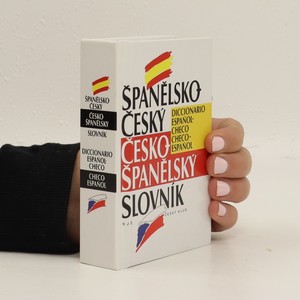 ŠPANĚLSKO-
ČESKÝ
ČESKO
ŠPANĚLSKÝ
SLOVNÍK
DICCIONARIO
ESPAÑOL-
CHECO
CHECO-
ESPAÑOL
ŠPANĚLSKO
ČESKÝ
ČESKO
ŠPANĚLSKÝ
SLOVNÍK
DICCIONARIO
ESPAÑOL
CHECO
CHECO
ESPAÑOL